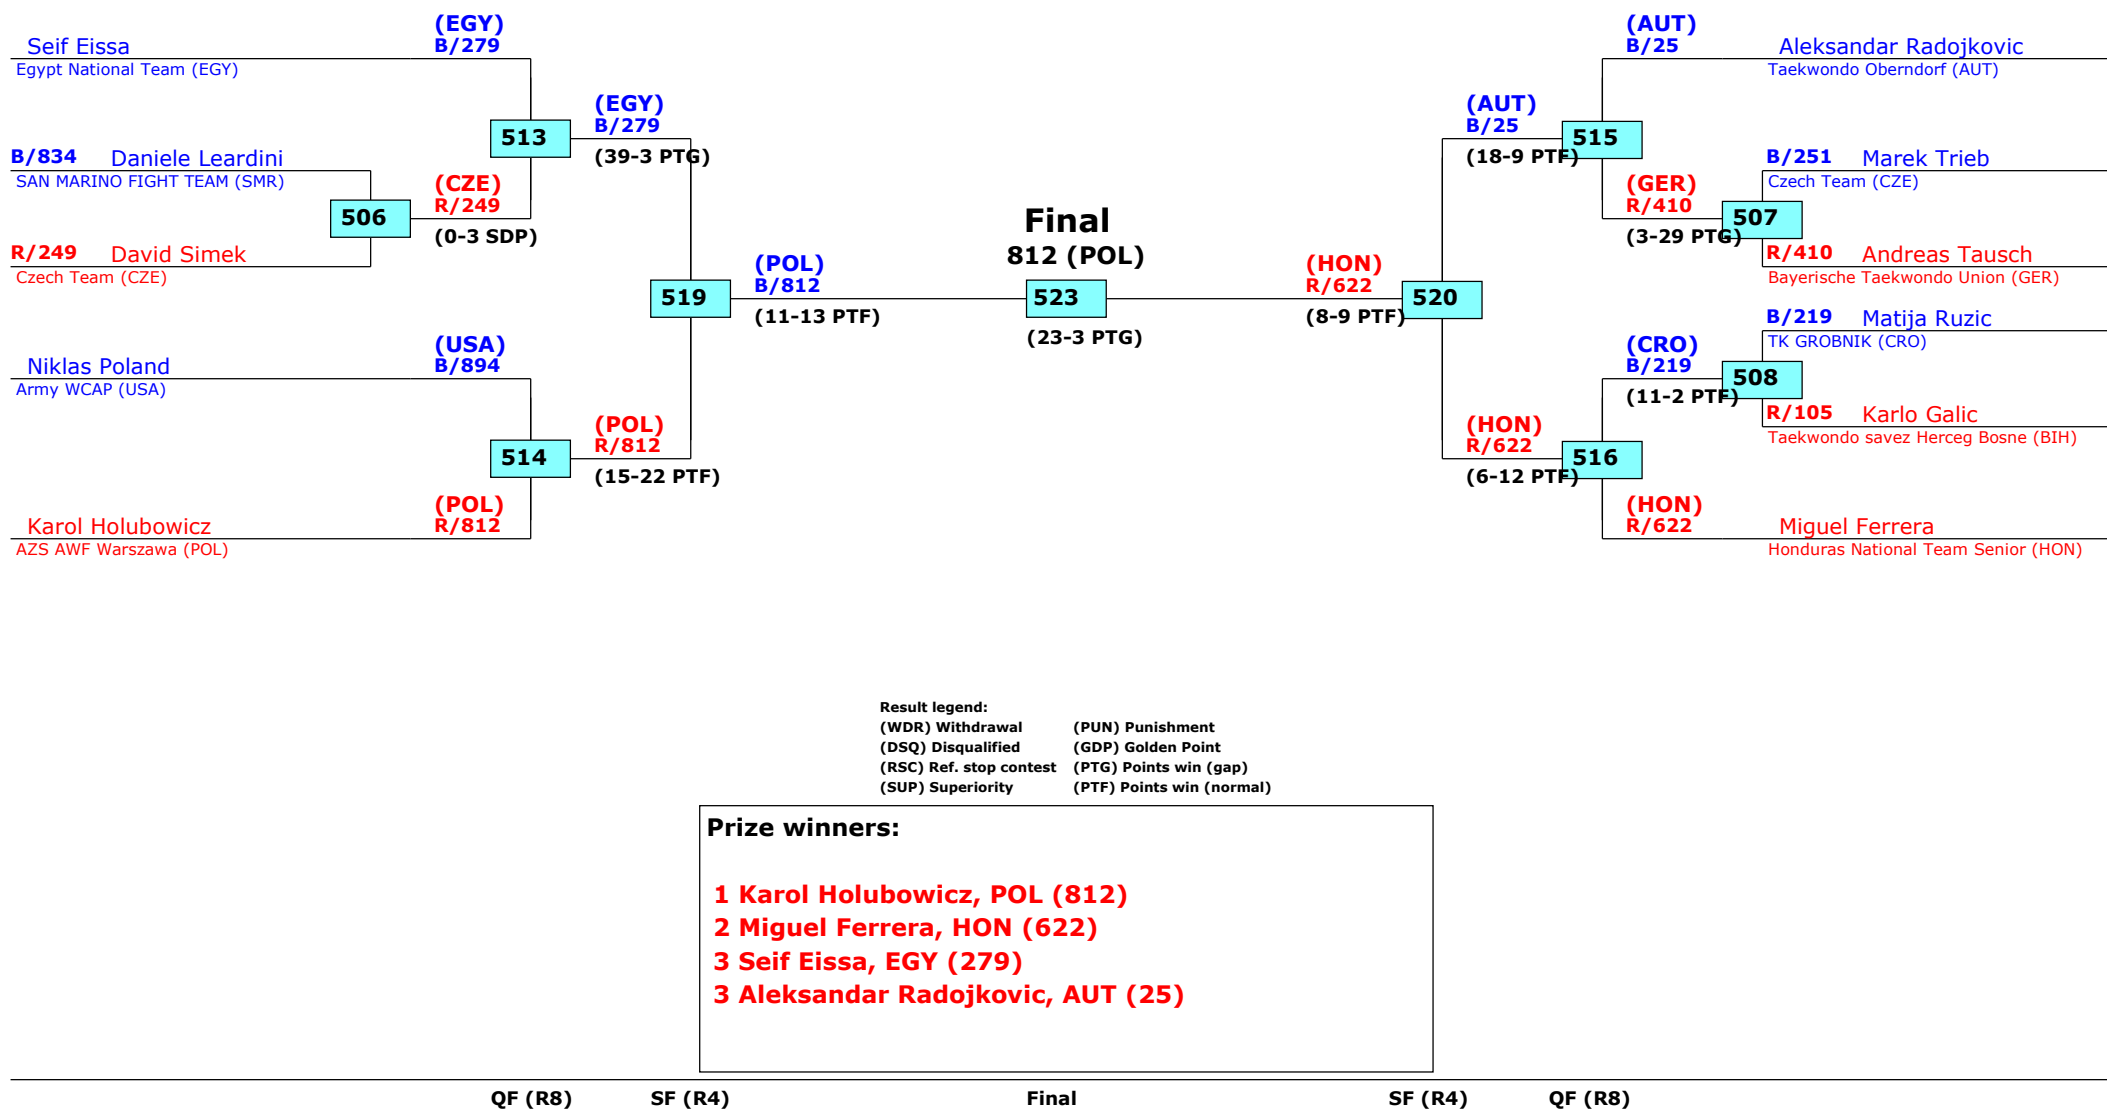 (EGY)
B/279
Seif Eissa
Egypt National Team (EGY)
(EGY)
B/279
513
(39-3 PTG)
B/834 Daniele Leardini
SAN MARINO FIGHT TEAM (SMR)
(CZE)
R/249
506
(0-3 SDP)
R/249 David Simek
Czech Team (CZE)
(POL)
B/812
519
(11-13 PTF)
(USA)
B/894
Niklas Poland
Army WCAP (USA)
(POL)
R/812
514
(15-22 PTF)
(POL)
R/812
Karol Holubowicz
AZS AWF Warszawa (POL)
Final
812 (POL)
523
(23-3 PTG)
(AUT)
B/25
Aleksandar Radojkovic
Taekwondo Oberndorf (AUT)
(AUT)
B/25
515
(18-9 PTF)
B/251 Marek Trieb
Czech Team (CZE)
(GER)
R/410
507
(3-29 PTG)
R/410 Andreas Tausch
Bayerische Taekwondo Union (GER)
(HON)
R/622
520
(8-9 PTF)
B/219 Matija Ruzic
TK GROBNIK (CRO)
(CRO)
B/219
508
(11-2 PTF)
R/105 Karlo Galic
Taekwondo savez Herceg Bosne (BIH)
(HON)
R/622
516
(6-12 PTF)
(HON)
R/622
Miguel Ferrera
Honduras National Team Senior (HON)
Result legend:
(WDR) Withdrawal (PUN) Punishment
(DSQ) Disqualified (GDP) Golden Point
(RSC) Ref. stop contest (PTG) Points win (gap)
(SUP) Superiority (PTF) Points win (normal)
Prize winners:
1 Karol Holubowicz, POL (812)
2 Miguel Ferrera, HON (622)
3 Seif Eissa, EGY (279)
3 Aleksandar Radojkovic, AUT (25)
QF (R8) SF (R4) Final SF (R4) QF (R8)